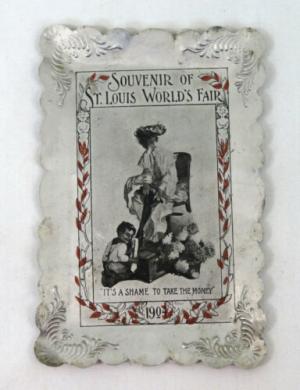 SOUVENIR OF
ST. LOUIS WORLD'S FAIR
"IT'S A SHAME TO TAKE THE MONEY"
1904